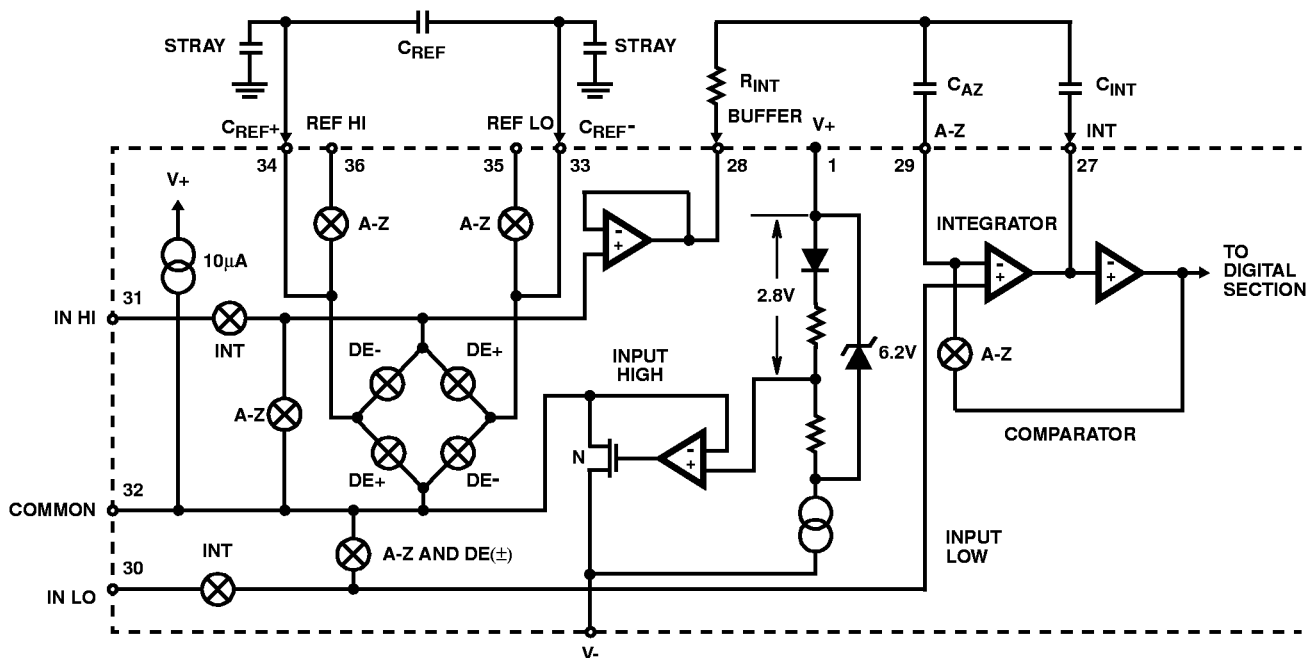 STRAY
C_REF
STRAY
R_INT
C_AZ
C_INT
C_REF+
REF HI
REF LO
C_REF-
BUFFER
V+
A-Z
INT
34
36
35
33
28
1
29
27
V+
A-Z
A-Z
-
+
INTEGRATOR
10µA
2.8V
-
+
-
TO
DIGITAL
SECTION
31
IN HI
INT
DE-
DE+
INPUT
HIGH
6.2V
A-Z
A-Z
N
-
+
COMPARATOR
DE+
DE-
32
COMMON
INT
A-Z AND DE(±)
INPUT
LOW
30
IN LO
V-